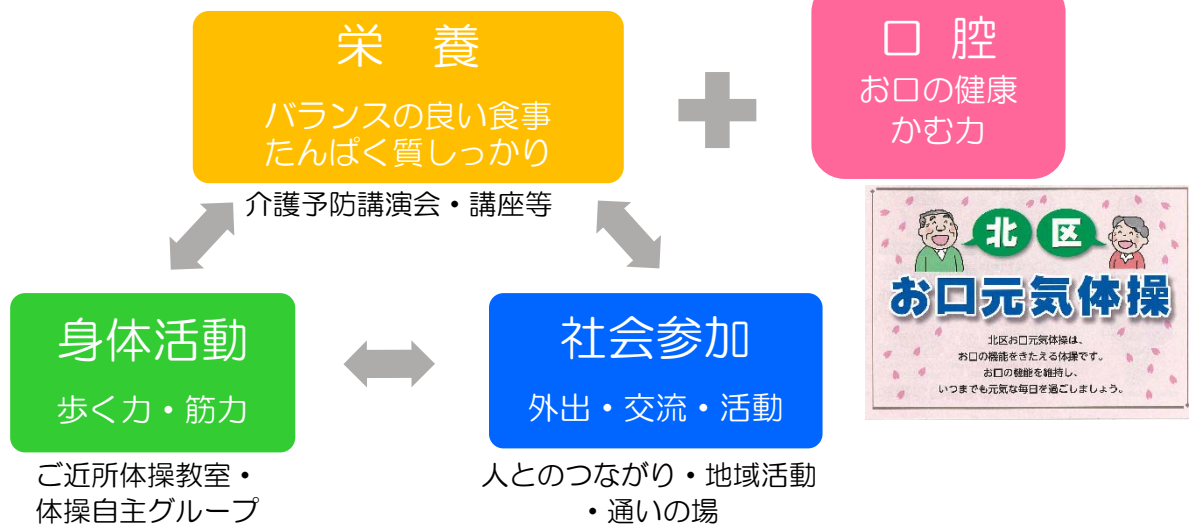 栄　養
バランスの良い食事
たんぱく質しっかり
介護予防講演会・講座等
口 腔
お口の健康
かむ力
北区
お口元気体操
北区お口元気体操は、
お口の機能をきたえる体操です。
お口の機能を維持し、
いつまでも元気な毎日を過ごしましょう。
身体活動
歩く力・筋力
ご近所体操教室・
体操自主グループ
社会参加
外出・交流・活動
人とのつながり・地域活動
・通いの場